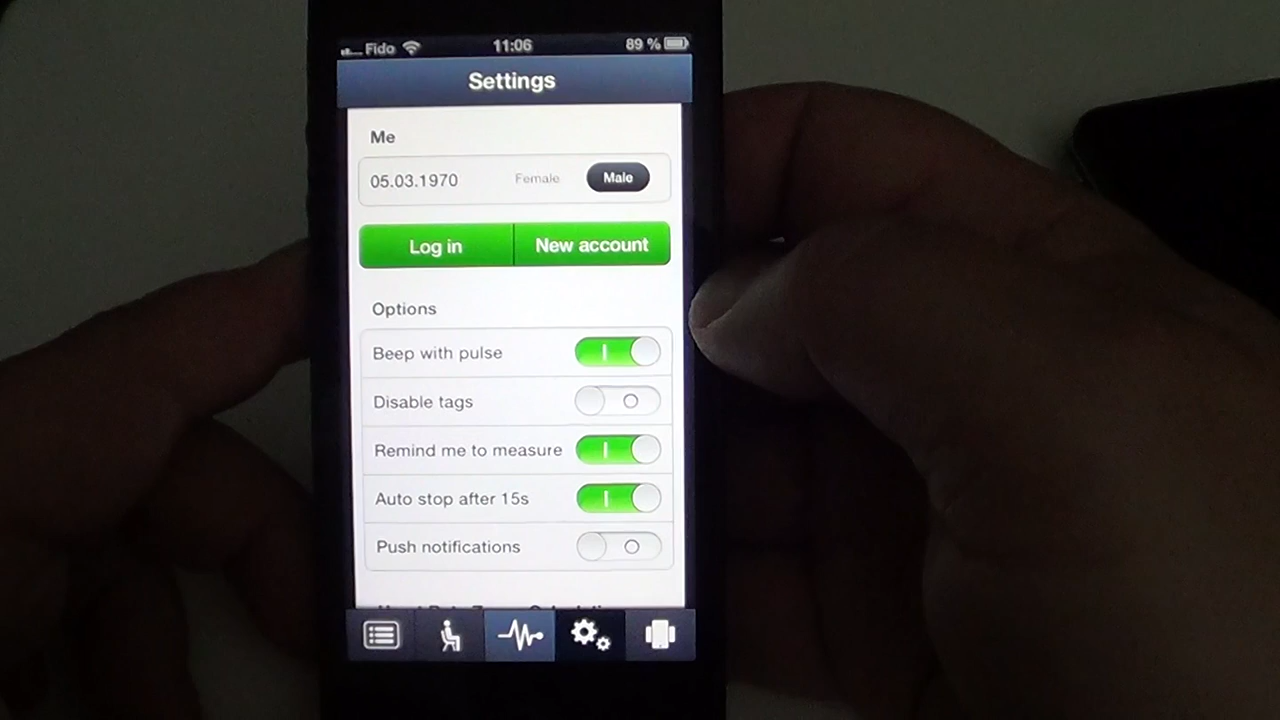 Fido 11:06 89 %
Settings
Me
05.03.1970 Female Male
Log in New account
Options
Beep with pulse
Disable tags
Remind me to measure
Auto stop after 15s
Push notifications